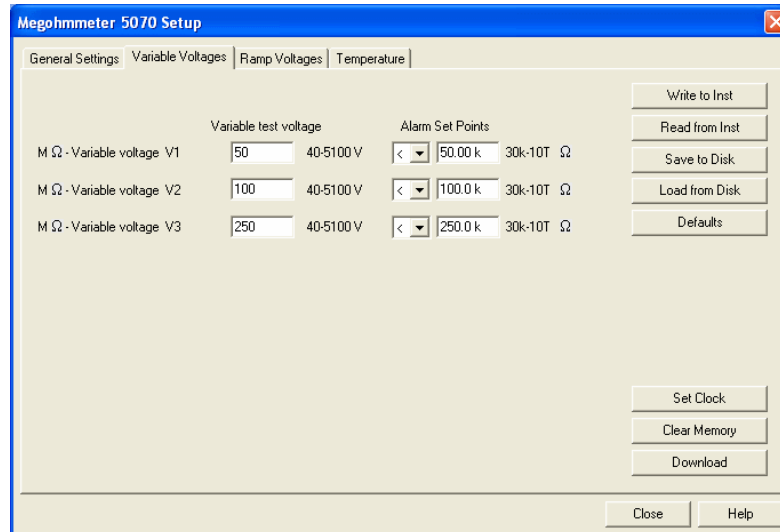 Megohmmeter 5070 Setup
General Settings Variable Voltages Ramp Voltages Temperature
Write to Inst
Variable test voltage Alarm Set Points Read from Inst
M Ω - Variable voltage V1 50 40-5100 V < 50.00 k 30k-10T Ω
Save to Disk
M Ω - Variable voltage V2 100 40-5100 V < 100.0 k 30k-10T Ω Load from Disk
M Ω - Variable voltage V3 250 40-5100 V < 250.0 k 30k-10T Ω Defaults
Set Clock
Clear Memory
Download
Close Help